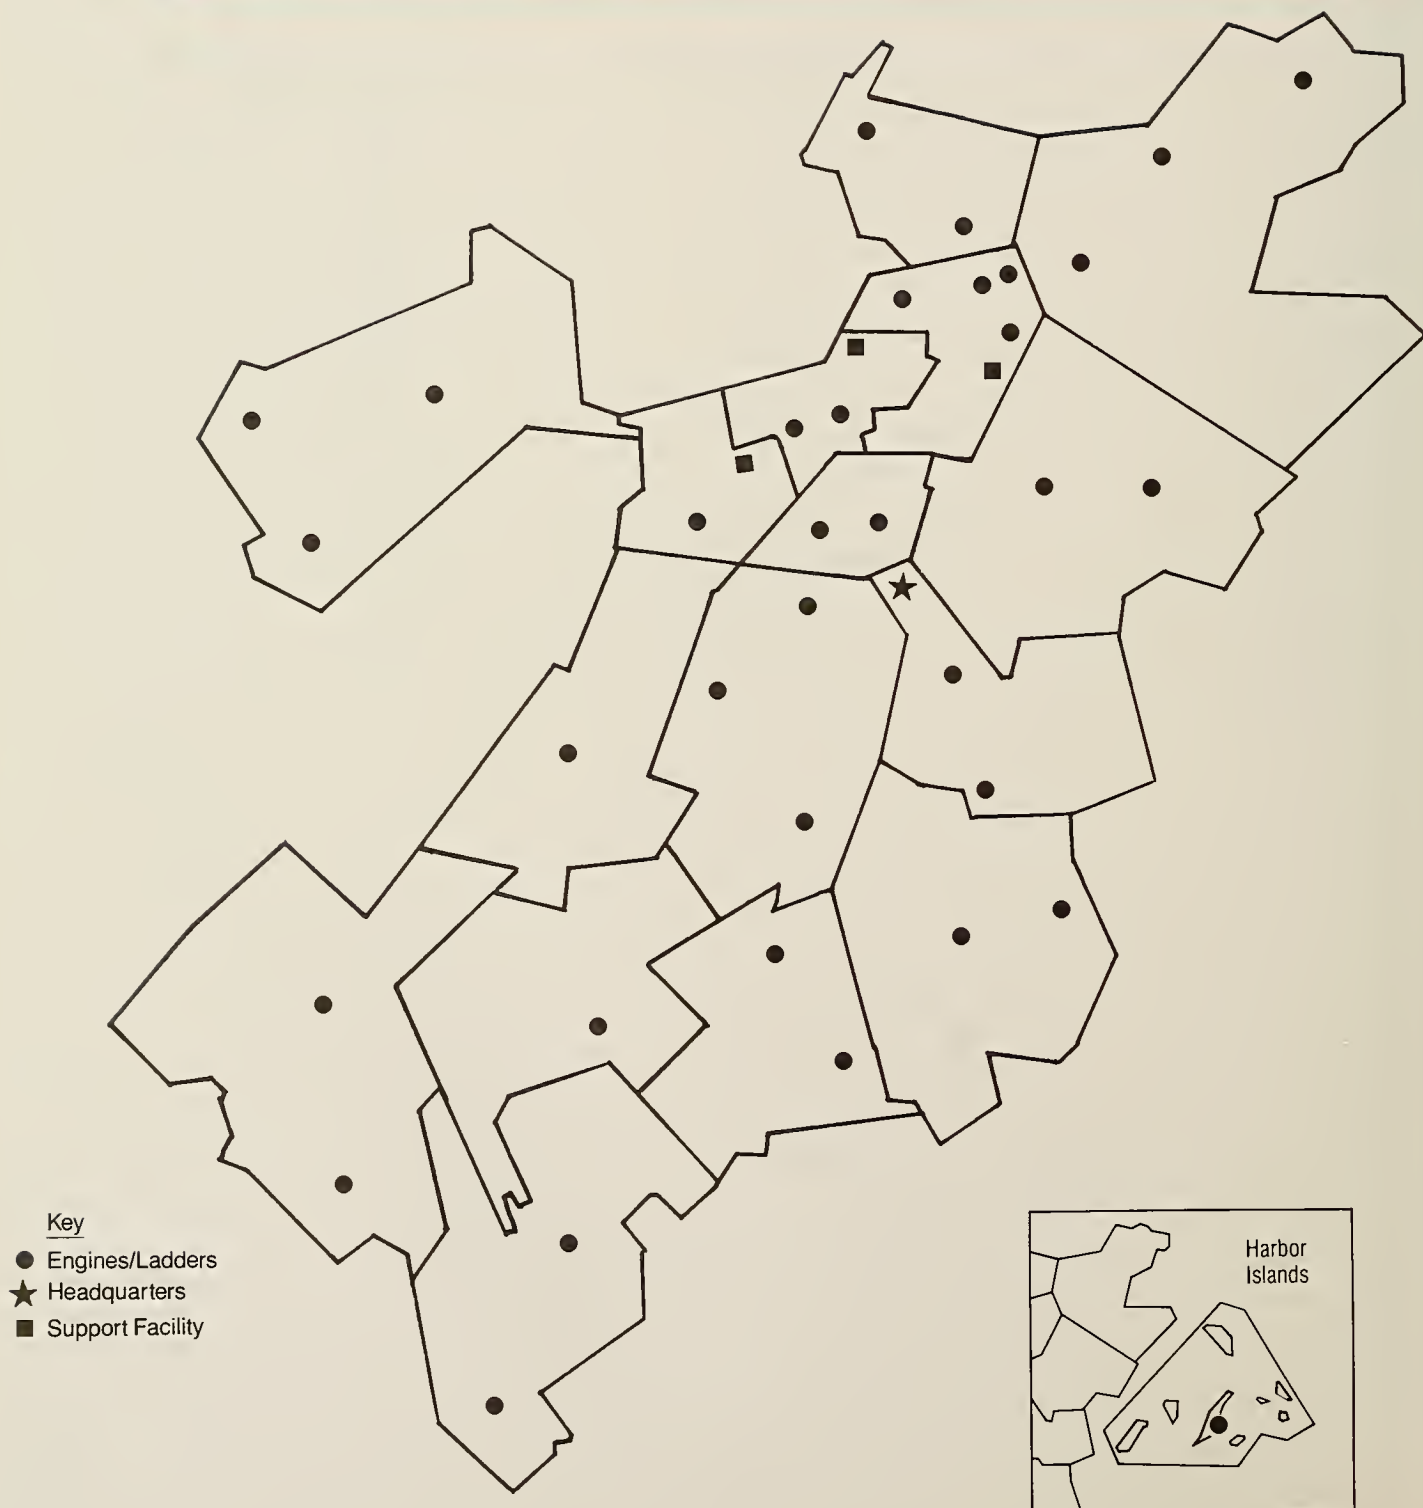 Key
Engines/Ladders
Headquarters
Support Facility
Harbor
Islands